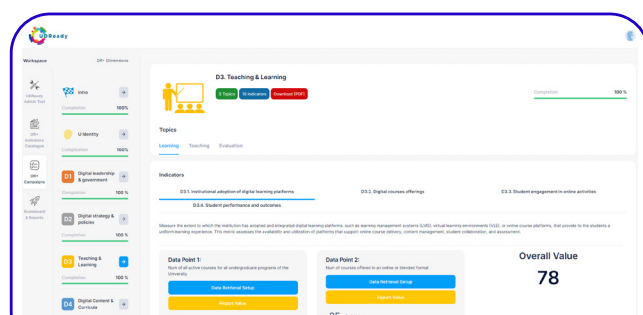 UDReady
Workspace
DR+ Dimensions
UDReady
Admin Tool
DR+
Indicators
Catalogue
DR+
Campaigns
Dashboard
& Reports
Intro
Completion 100%
U Identity
Completion 100%
D1 Digital leadership
& government
Completion 100 %
D2 Digital strategy &
policies
Completion 100 %
D3 Teaching &
Learning
Completion 100 %
D4 Digital Content &
Curricula
D3. Teaching & Learning
3 Topics 16 Indicators Download (PDF)
Completion 100 %
Topics
Learning Teaching Evaluation
Indicators
D3.1. Institutional adoption of digital learning platforms D3.2. Digital courses offerings D3.3. Student engagement in online activities
D3.4. Student performance and outcomes
Measure the extent to which the institution has adopted and integrated digital learning platforms, such as learning management systems (LMS), virtual learning environments (VLE), or online course platforms, that provide to the students a
uniform learning experience. This metric assesses the availability and utilization of platforms that support online course delivery, content management, student collaboration, and assessment.
Data Point 1:
Num of all active courses for all undergraduate programs of the
University
Data Retrieval Setup
Report Value
Data Point 2:
Num of courses offered in an online or blended format
Data Retrieval Setup
Report Value
Overall Value
78